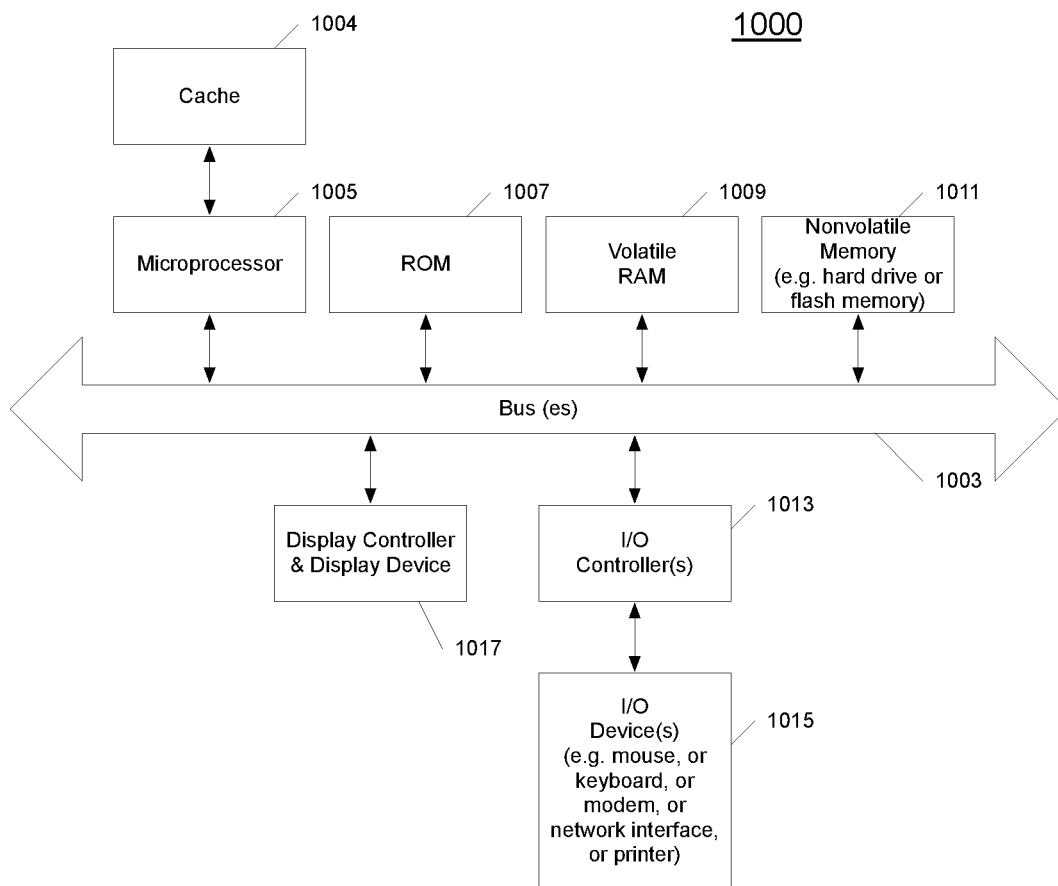 1000
1004
Cache
1005
1007
1009
1011
Microprocessor
ROM
Volatile
RAM
Nonvolatile
Memory
(e.g. hard drive or
flash memory)
Bus (es)
1003
1013
Display Controller
& Display Device
I/O
Controller(s)
1017
I/O
Device(s)
(e.g. mouse, or
keyboard, or
modem, or
network interface,
or printer)
1015